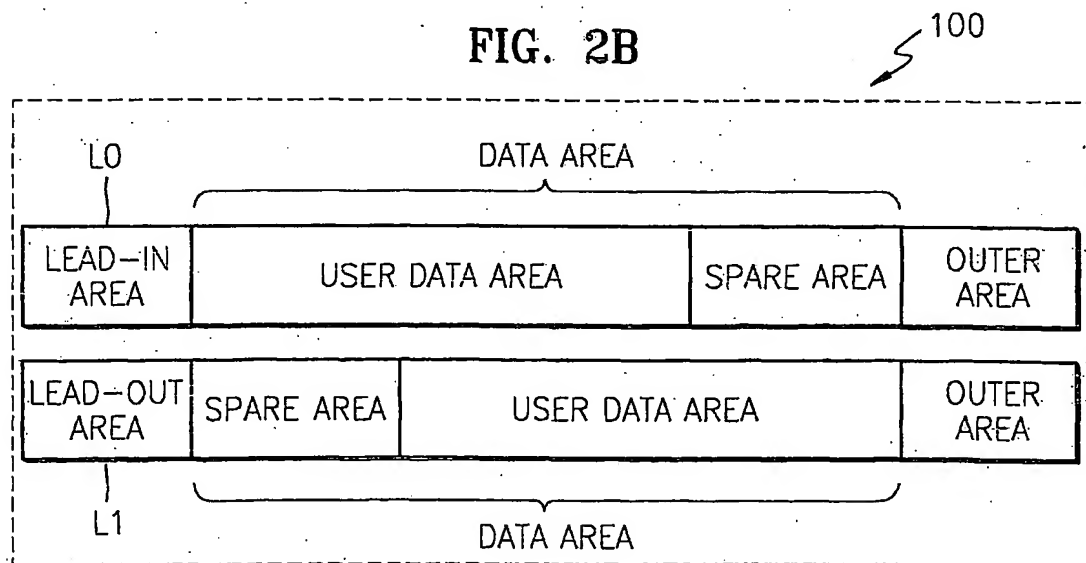 FIG. 2B
100
L0
DATA AREA
LEAD-IN
AREA
USER DATA AREA
SPARE AREA
OUTER
AREA
LEAD-OUT
AREA
SPARE AREA
USER DATA AREA
OUTER
AREA
L1
DATA AREA